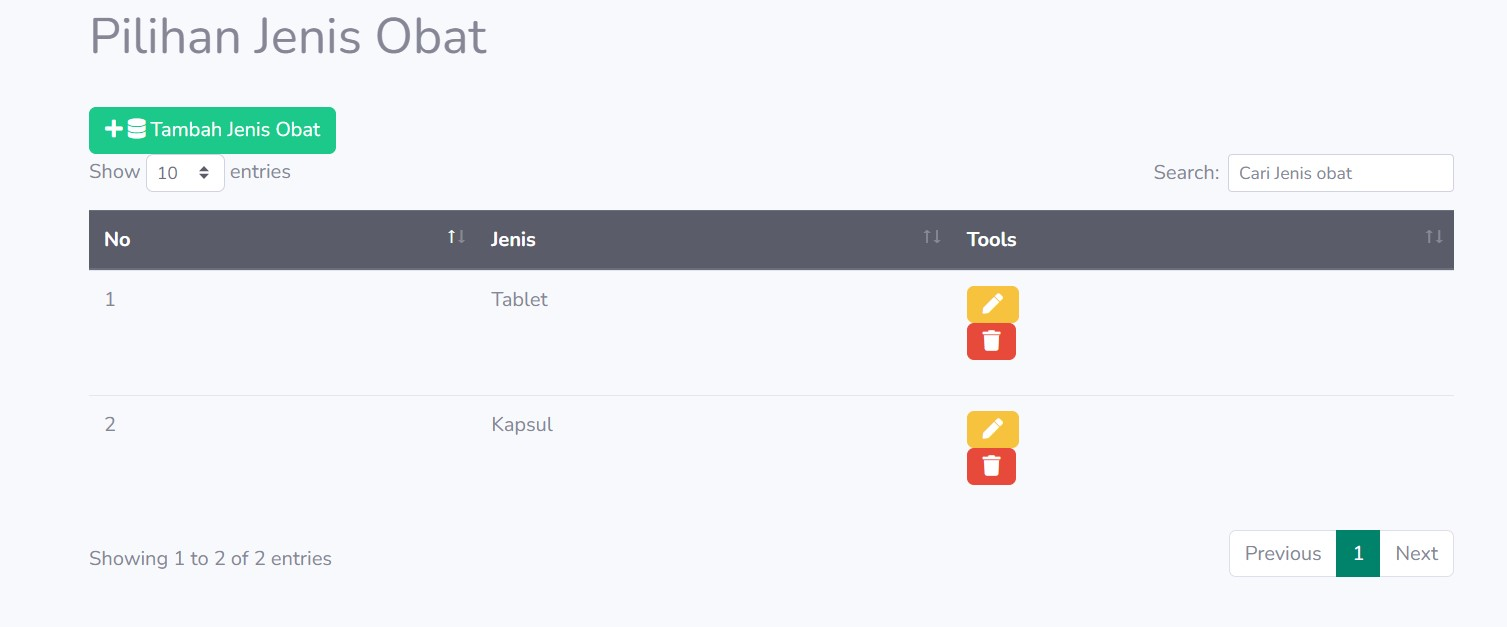 Pilihan Jenis Obat
Tambah Jenis Obat
Show 10 entries Search: Cari Jenis obat
No Jenis Tools
1 Tablet
2 Kapsul
Showing 1 to 2 of 2 entries Previous 1 Next